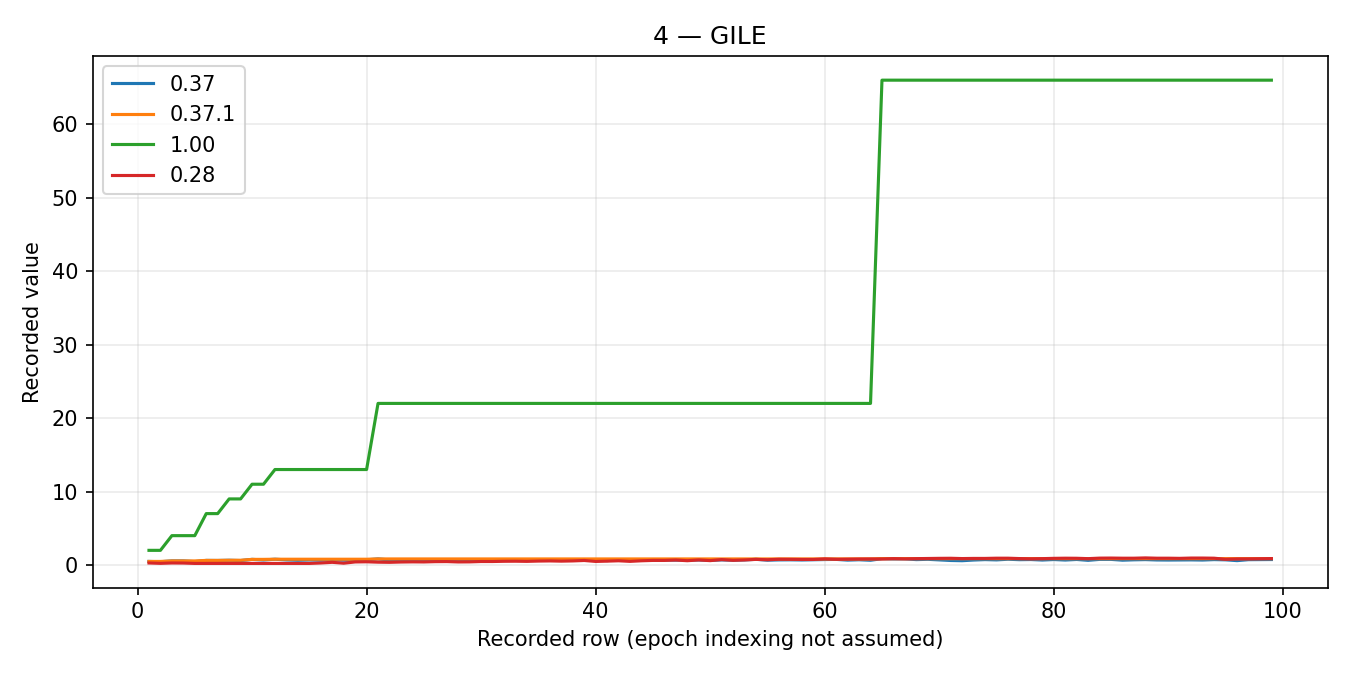 4 — GILE
0.37
0.37.1
1.00
0.28
60
50
40
30
20
10
0
Recorded value
0 20 40 60 80 100
Recorded row (epoch indexing not assumed)